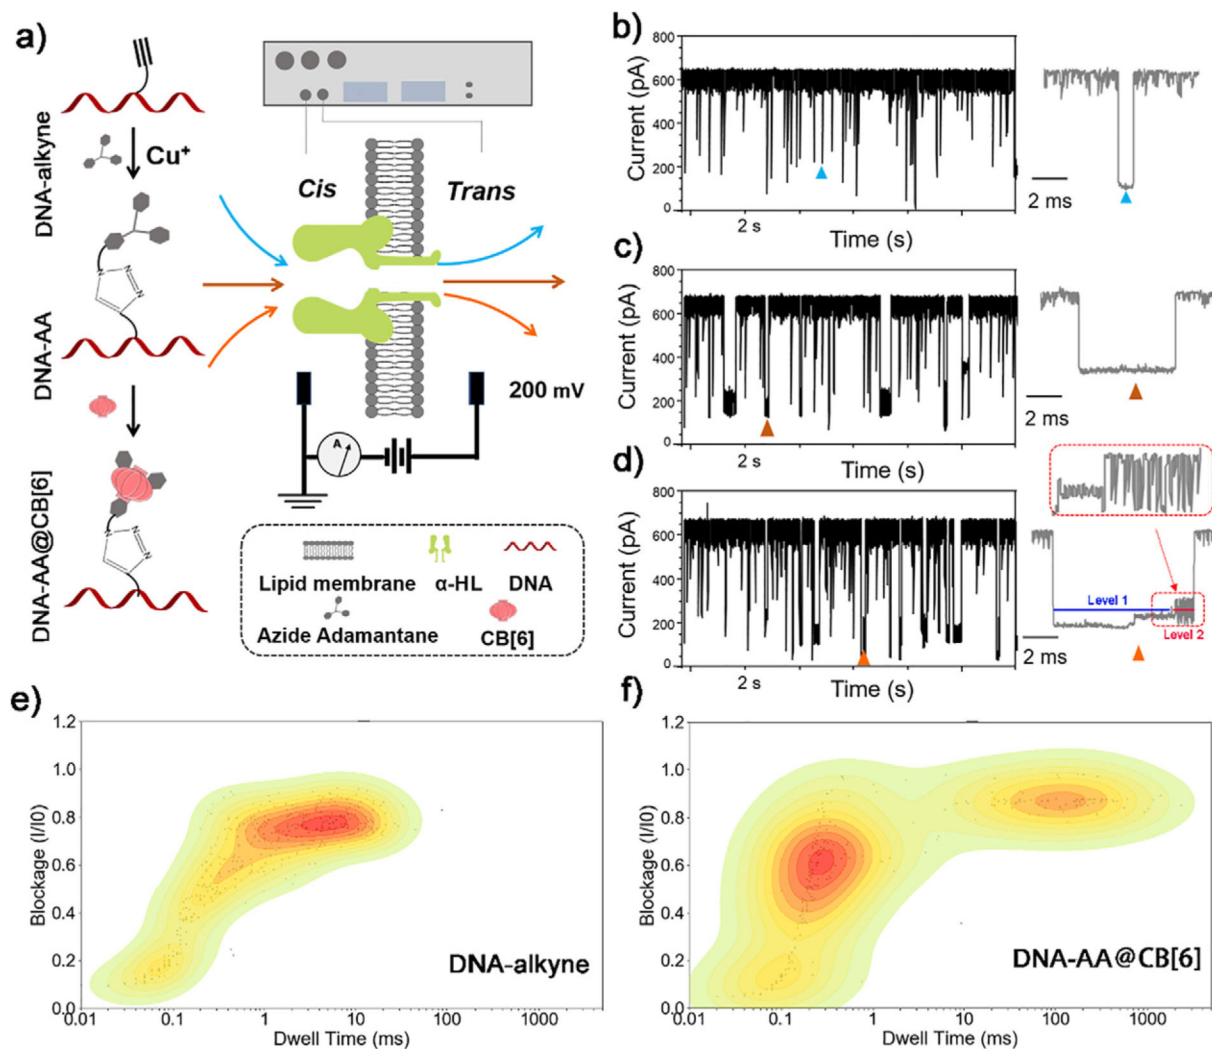 a)
DNA-alkyne
Cu+
DNA-AA
DNA-AA@CB[6]
N
N
N
N
N
N
Cis
Trans
A
200 mV
Lipid membrane
α-HL
DNA
Azide Adamantane
CB[6]
b)
Current (pA)
800
600
400
200
0
2 s
Time (s)
2 ms
c)
Current (pA)
800
600
400
200
0
2 s
Time (s)
2 ms
d)
Current (pA)
800
600
400
200
0
2 s
Time (s)
2 ms
Level 1
Level 2
e)
Blockage (I/I0)
1.2
1.0
0.8
0.6
0.4
0.2
0.0
0.01
0.1
1
10
100
1000
Dwell Time (ms)
DNA-alkyne
f)
Blockage (I/I0)
1.2
1.0
0.8
0.6
0.4
0.2
0.0
0.01
0.1
1
10
100
1000
Dwell Time (ms)
DNA-AA@CB[6]